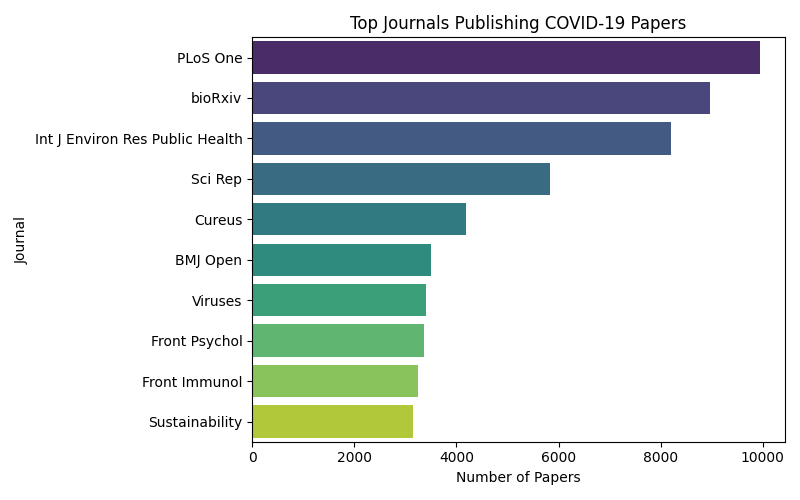 Top Journals Publishing COVID-19 Papers
PLoS One
bioRxiv
Int J Environ Res Public Health
Sci Rep
Cureus
BMJ Open
Viruses
Front Psychol
Front Immunol
Sustainability
Journal
0 2000 4000 6000 8000 10000
Number of Papers